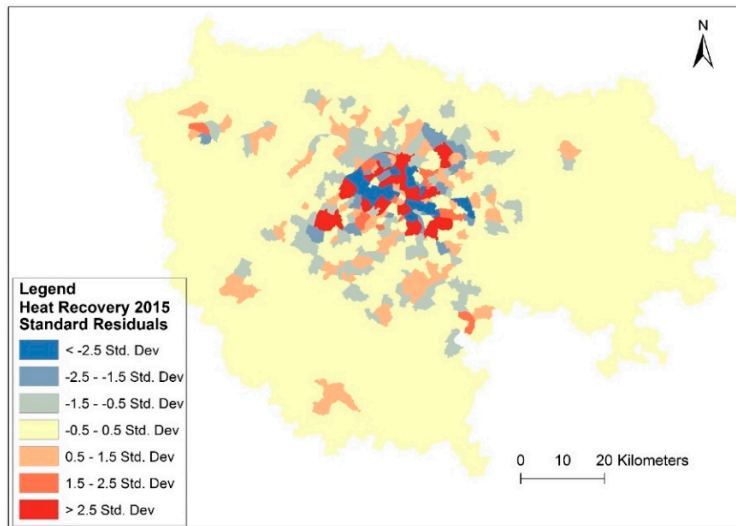 N
Legend
Heat Recovery 2015
Standard Residuals
< -2.5 Std. Dev
-2.5 - -1.5 Std. Dev
-1.5 - -0.5 Std. Dev
-0.5 - 0.5 Std. Dev
0.5 - 1.5 Std. Dev
1.5 - 2.5 Std. Dev
> 2.5 Std. Dev
0 10 20 Kilometers